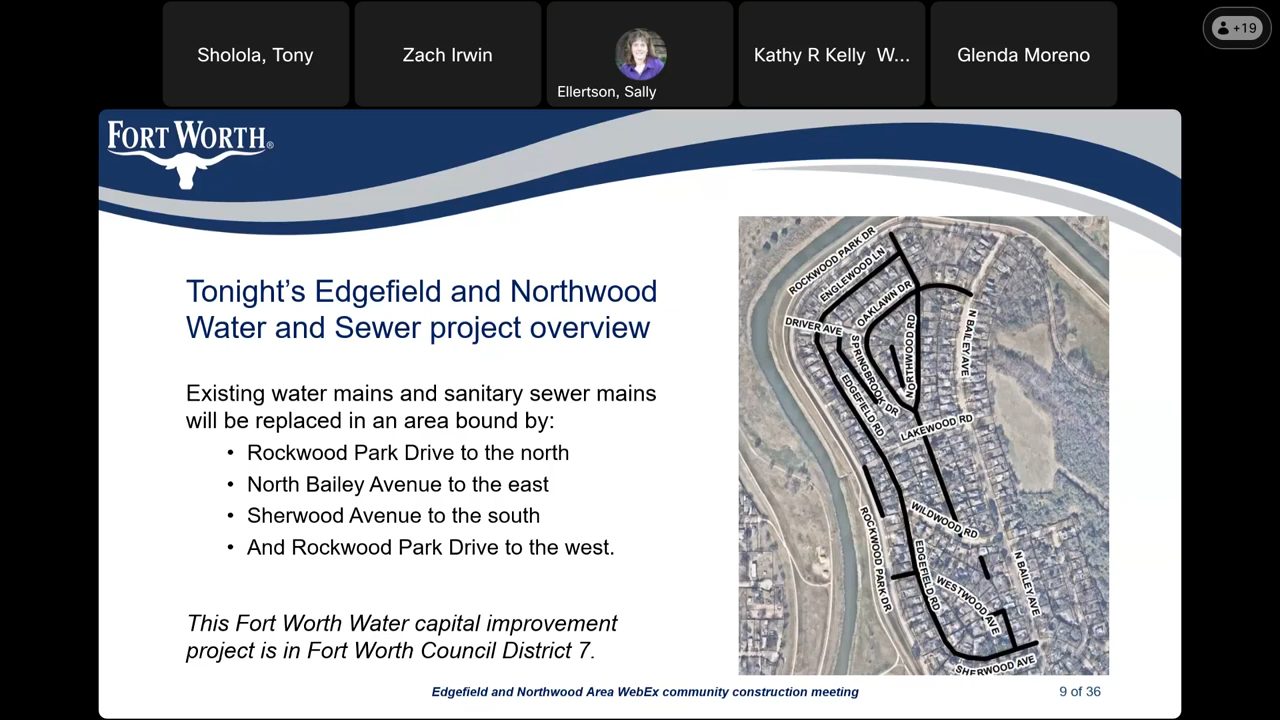 Sholola, Tony
Zach Irwin
Ellertson, Sally
Kathy R Kelly W...
Glenda Moreno
+19
FORT WORTH®
Tonight’s Edgefield and Northwood
Water and Sewer project overview
Existing water mains and sanitary sewer mains
will be replaced in an area bound by:
• Rockwood Park Drive to the north
• North Bailey Avenue to the east
• Sherwood Avenue to the south
• And Rockwood Park Drive to the west.
This Fort Worth Water capital improvement
project is in Fort Worth Council District 7.
ROCKWOOD PARK DR
ENGLEWOOD LN
OAKLAWN DR
DRIVER AVE
SPRINGBROOK DR
NORTHWOOD RD
N BAILEY AVE
EDGEFIELD RD
LAKEWOOD RD
WILDWOOD RD
ROCKWOOD PARK DR
EDGEFIELD RD
WESTWOOD AVE
N BAILEY AVE
SHERWOOD AVE
Edgefield and Northwood Area WebEx community construction meeting
9 of 36